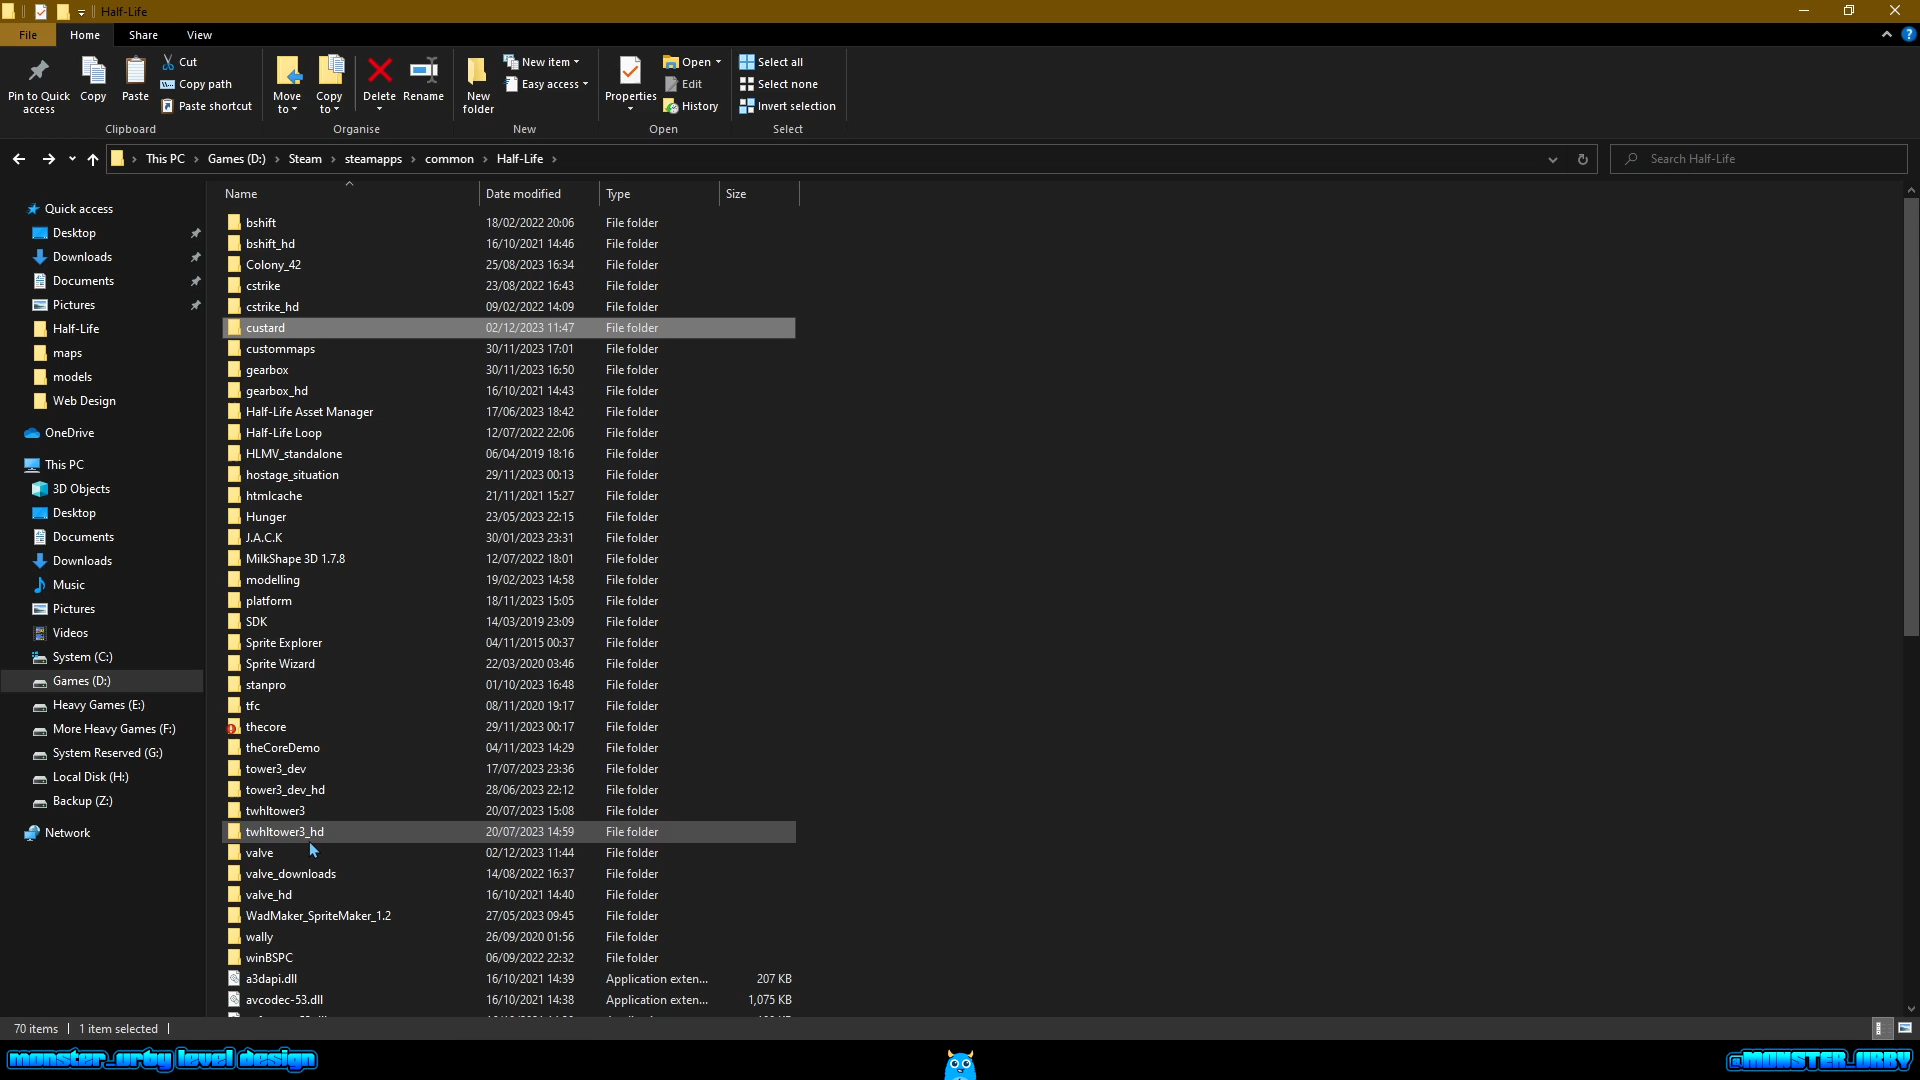 Half-Life
File Home Share View
Pin to Quick access
Copy
Paste
Cut
Copy path
Paste shortcut
Clipboard
Move to
Copy to
Delete
Rename
Organise
New folder
New item
Easy access
New
Properties
Open
Edit
History
Open
Select all
Select none
Invert selection
Select
This PC Games (D:) Steam steamapps common Half-Life
Search Half-Life
Quick access
Desktop
Downloads
Documents
Pictures
Half-Life
maps
models
Web Design
OneDrive
This PC
3D Objects
Desktop
Documents
Downloads
Music
Pictures
Videos
System (C:)
Games (D:)
Heavy Games (E:)
More Heavy Games (F:)
System Reserved (G:)
Local Disk (H:)
Backup (Z:)
Network
Name Date modified Type Size
bshift 18/02/2022 20:06 File folder
bshift_hd 16/10/2021 14:46 File folder
Colony_42 25/08/2023 16:34 File folder
cstrike 23/08/2022 16:43 File folder
cstrike_hd 09/02/2022 14:09 File folder
custard 02/12/2023 11:47 File folder
custommaps 30/11/2023 17:01 File folder
gearbox 30/11/2023 16:50 File folder
gearbox_hd 16/10/2021 14:43 File folder
Half-Life Asset Manager 17/06/2023 18:42 File folder
Half-Life Loop 12/07/2022 22:06 File folder
HLMV_standalone 06/04/2019 18:16 File folder
hostage_situation 29/11/2023 00:13 File folder
htmlcache 21/11/2021 15:27 File folder
Hunger 23/05/2023 22:15 File folder
J.A.C.K 30/01/2023 23:31 File folder
MilkShape 3D 1.7.8 12/07/2022 18:01 File folder
modelling 19/02/2023 14:58 File folder
platform 18/11/2023 15:05 File folder
SDK 14/03/2019 23:09 File folder
Sprite Explorer 04/11/2015 00:37 File folder
Sprite Wizard 22/03/2020 03:46 File folder
stanpro 01/10/2023 16:48 File folder
tfc 08/11/2020 19:17 File folder
thecore 29/11/2023 00:17 File folder
theCoreDemo 04/11/2023 14:29 File folder
tower3_dev 17/07/2023 23:36 File folder
tower3_dev_hd 28/06/2023 22:12 File folder
twhltower3 20/07/2023 15:08 File folder
twhltower3_hd 20/07/2023 14:59 File folder
valve 02/12/2023 11:44 File folder
valve_downloads 14/08/2022 16:37 File folder
valve_hd 16/10/2021 14:40 File folder
WadMaker_SpriteMaker_1.2 27/05/2023 09:45 File folder
wally 26/09/2020 01:56 File folder
winBSPC 06/09/2022 22:32 File folder
a3dapi.dll 16/10/2021 14:39 Application exten... 207 KB
avcodec-53.dll 16/10/2021 14:38 Application exten... 1,075 KB
70 items 1 item selected
monster_urby level design
@MONSTER_URBY